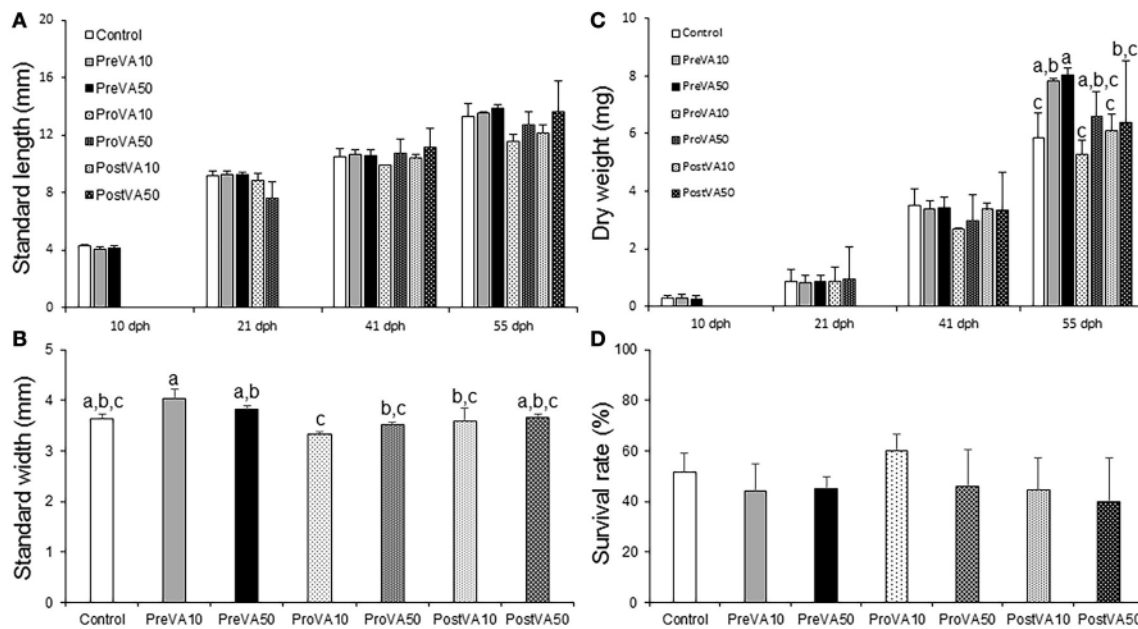 A
Standard length (mm)
20
16
12
8
4
0
Control
PreVA10
PreVA50
ProVA10
ProVA50
PostVA10
PostVA50
10 dph
21 dph
41 dph
55 dph
B
Standard width (mm)
5
4
3
2
1
0
a,b,c
a
a,b
c
b,c
b,c
a,b,c
Control
PreVA10
PreVA50
ProVA10
ProVA50
PostVA10
PostVA50
C
Dry weight (mg)
10
8
6
4
2
0
Control
PreVA10
PreVA50
ProVA10
ProVA50
PostVA10
PostVA50
c
a,b
a
c
a,b,c
c
b,c
10 dph
21 dph
41 dph
55 dph
D
Survival rate (%)
100
80
60
40
20
0
Control
PreVA10
PreVA50
ProVA10
ProVA50
PostVA10
PostVA50